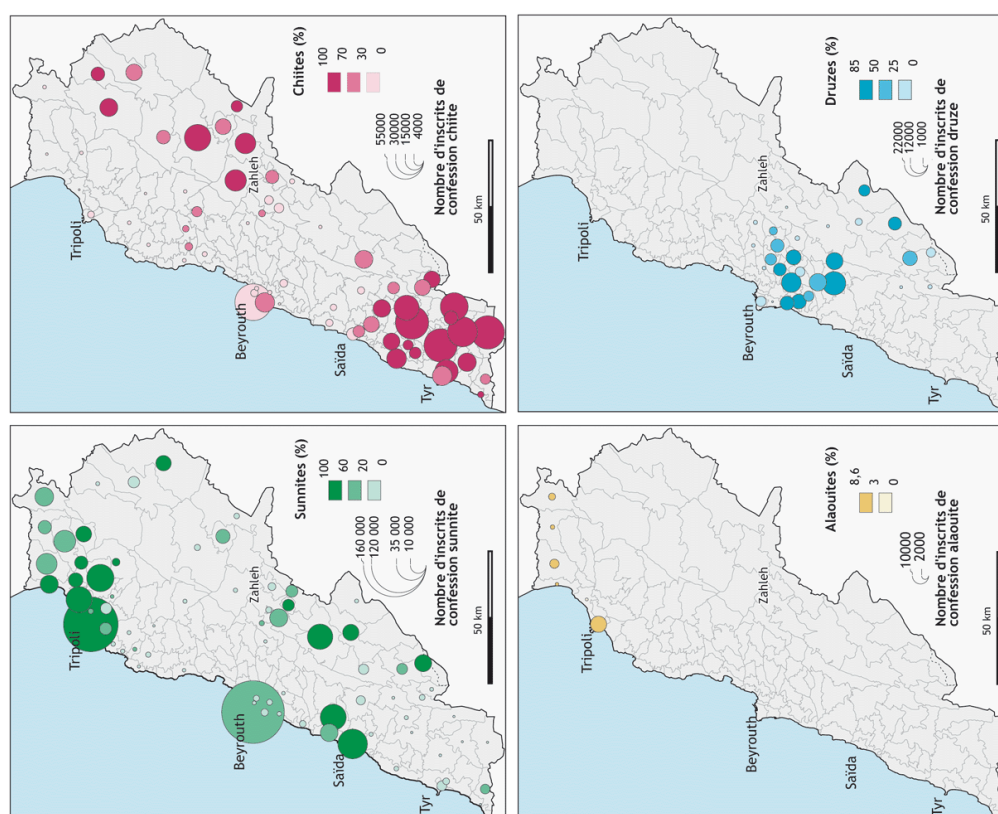 Tripoli
Beyrouth
Saïda
Tyr
Zahleh
Chiites (%)
100
70
30
0
55000
30000
15000
4000
Nombre d'inscrits de
confession chiite
50 km
Tripoli
Beyrouth
Saïda
Tyr
Zahleh
Druzes (%)
85
50
25
0
22000
12000
1000
Nombre d'inscrits de
confession druze
50 km
Tripoli
Beyrouth
Saïda
Tyr
Zahleh
Sunnites (%)
100
60
20
0
160 000
120 000
35 000
10 000
Nombre d'inscrits de
confession sunnite
50 km
Tripoli
Beyrouth
Saïda
Tyr
Zahleh
Alaouites (%)
8,6
3
0
10000
2000
Nombre d'inscrits de
confession alaouite
50 km